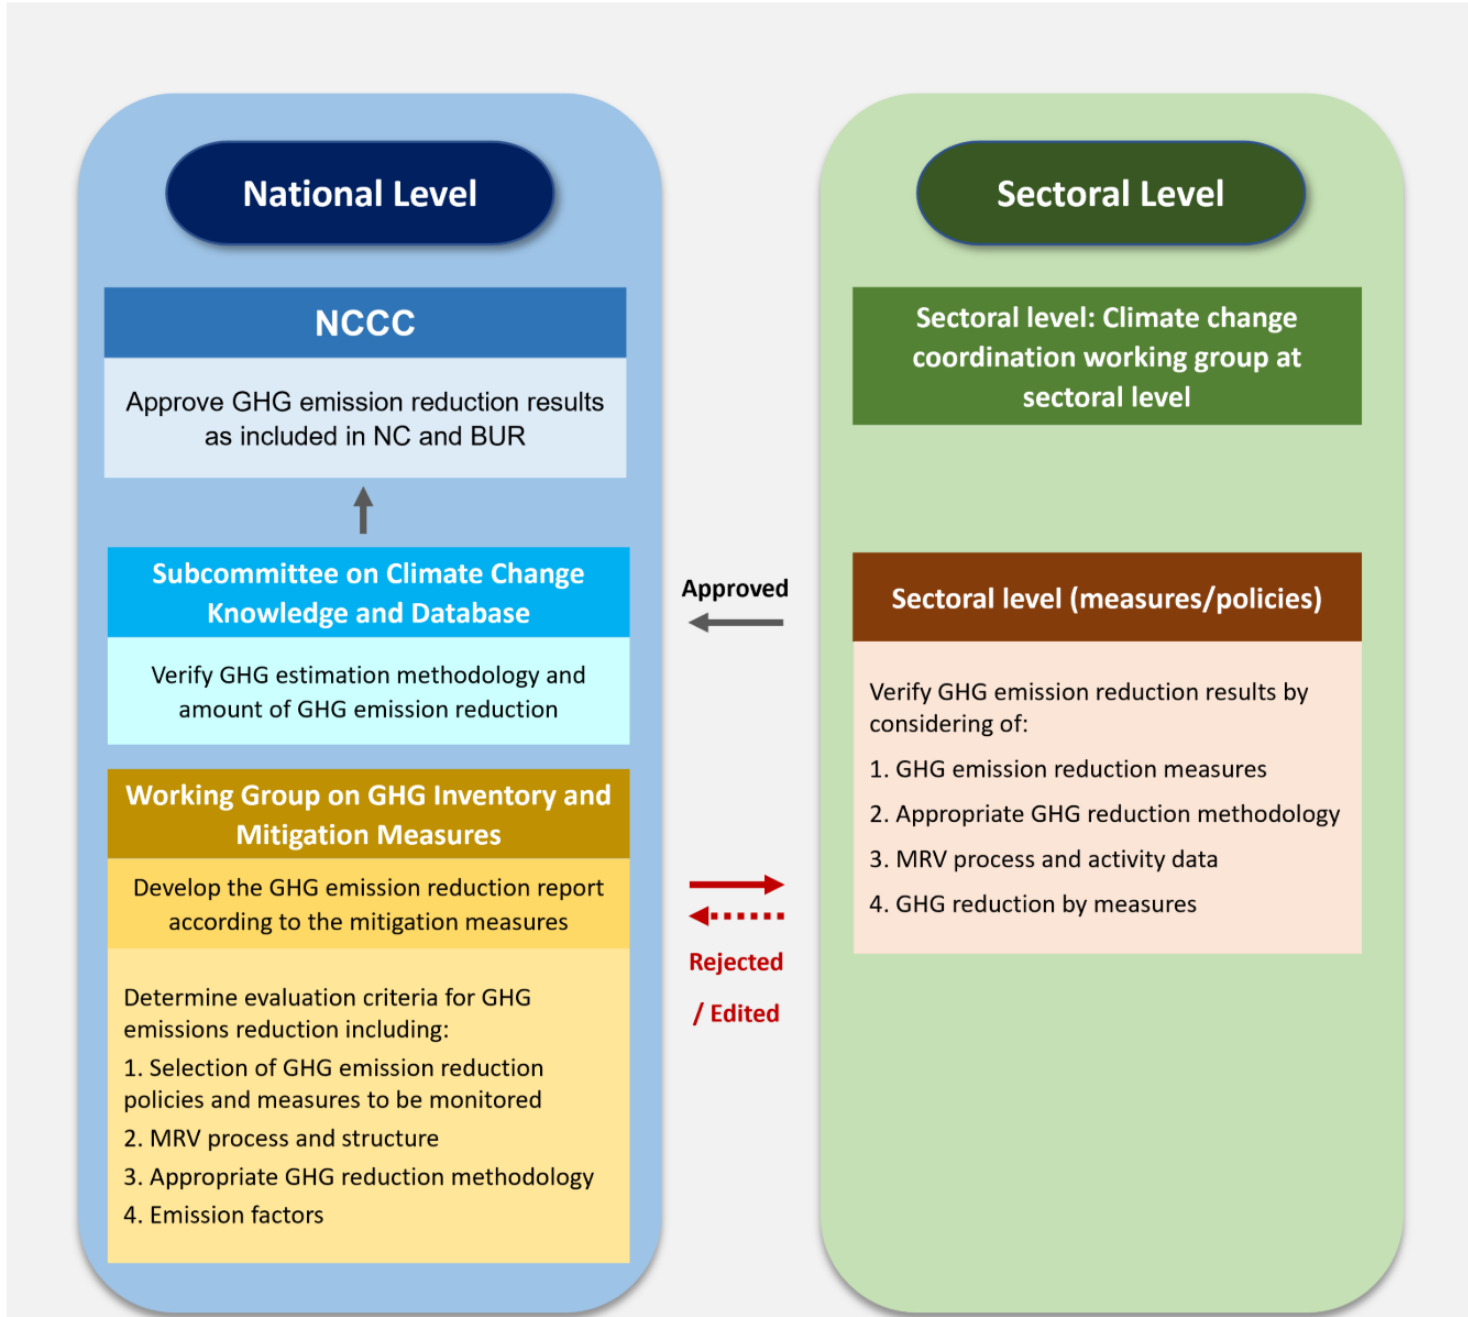 National Level
NCCC
Approve GHG emission reduction results
as included in NC and BUR
Subcommittee on Climate Change
Knowledge and Database
Verify GHG estimation methodology and
amount of GHG emission reduction
Working Group on GHG Inventory and
Mitigation Measures
Develop the GHG emission reduction report
according to the mitigation measures
Determine evaluation criteria for GHG
emissions reduction including:
1. Selection of GHG emission reduction
policies and measures to be monitored
2. MRV process and structure
3. Appropriate GHG reduction methodology
4. Emission factors
Approved
Rejected
/ Edited
Sectoral Level
Sectoral level: Climate change
coordination working group at
sectoral level
Sectoral level (measures/policies)
Verify GHG emission reduction results by
considering of:
1. GHG emission reduction measures
2. Appropriate GHG reduction methodology
3. MRV process and activity data
4. GHG reduction by measures